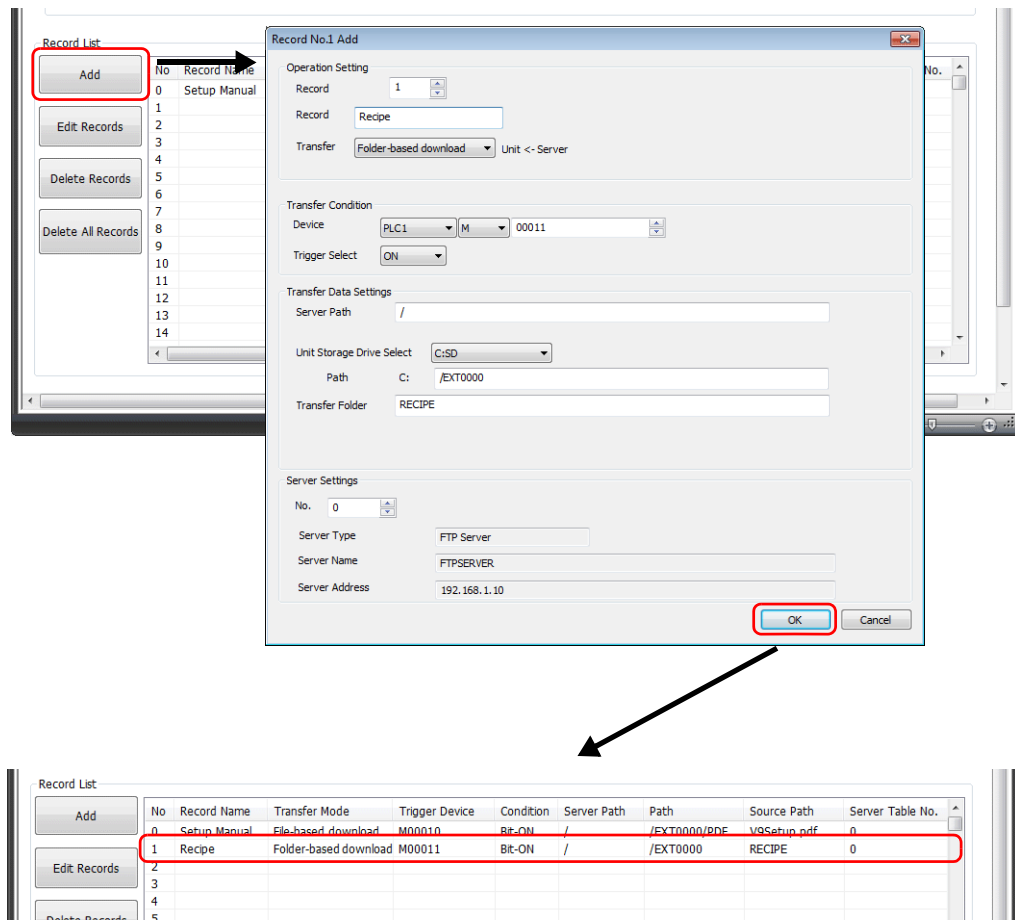 Record List
Add
Edit Records
Delete Records
Delete All Records
No Record Name No.
0 Setup Manual
1
2
3
4
5
6
7
8
9
10
11
12
13
14
Record No.1 Add
Operation Setting
Record 1
Record Recipe
Transfer Folder-based download Unit <- Server
Transfer Condition
Device PLC1 M 00011
Trigger Select ON
Transfer Data Settings
Server Path /
Unit Storage Drive Select C:SD
Path C: /EXT0000
Transfer Folder RECIPE
Server Settings
No. 0
Server Type FTP Server
Server Name FTPSERVER
Server Address 192.168.1.10
OK Cancel
Record List
Add
Edit Records
Delete Records
No Record Name Transfer Mode Trigger Device Condition Server Path Path Source Path Server Table No.
0 Setup Manual File-based download M00010 Bit-ON / /EXT0000/PDF V9Setup.pdf 0
1 Recipe Folder-based download M00011 Bit-ON / /EXT0000 RECIPE 0
2
3
4
5